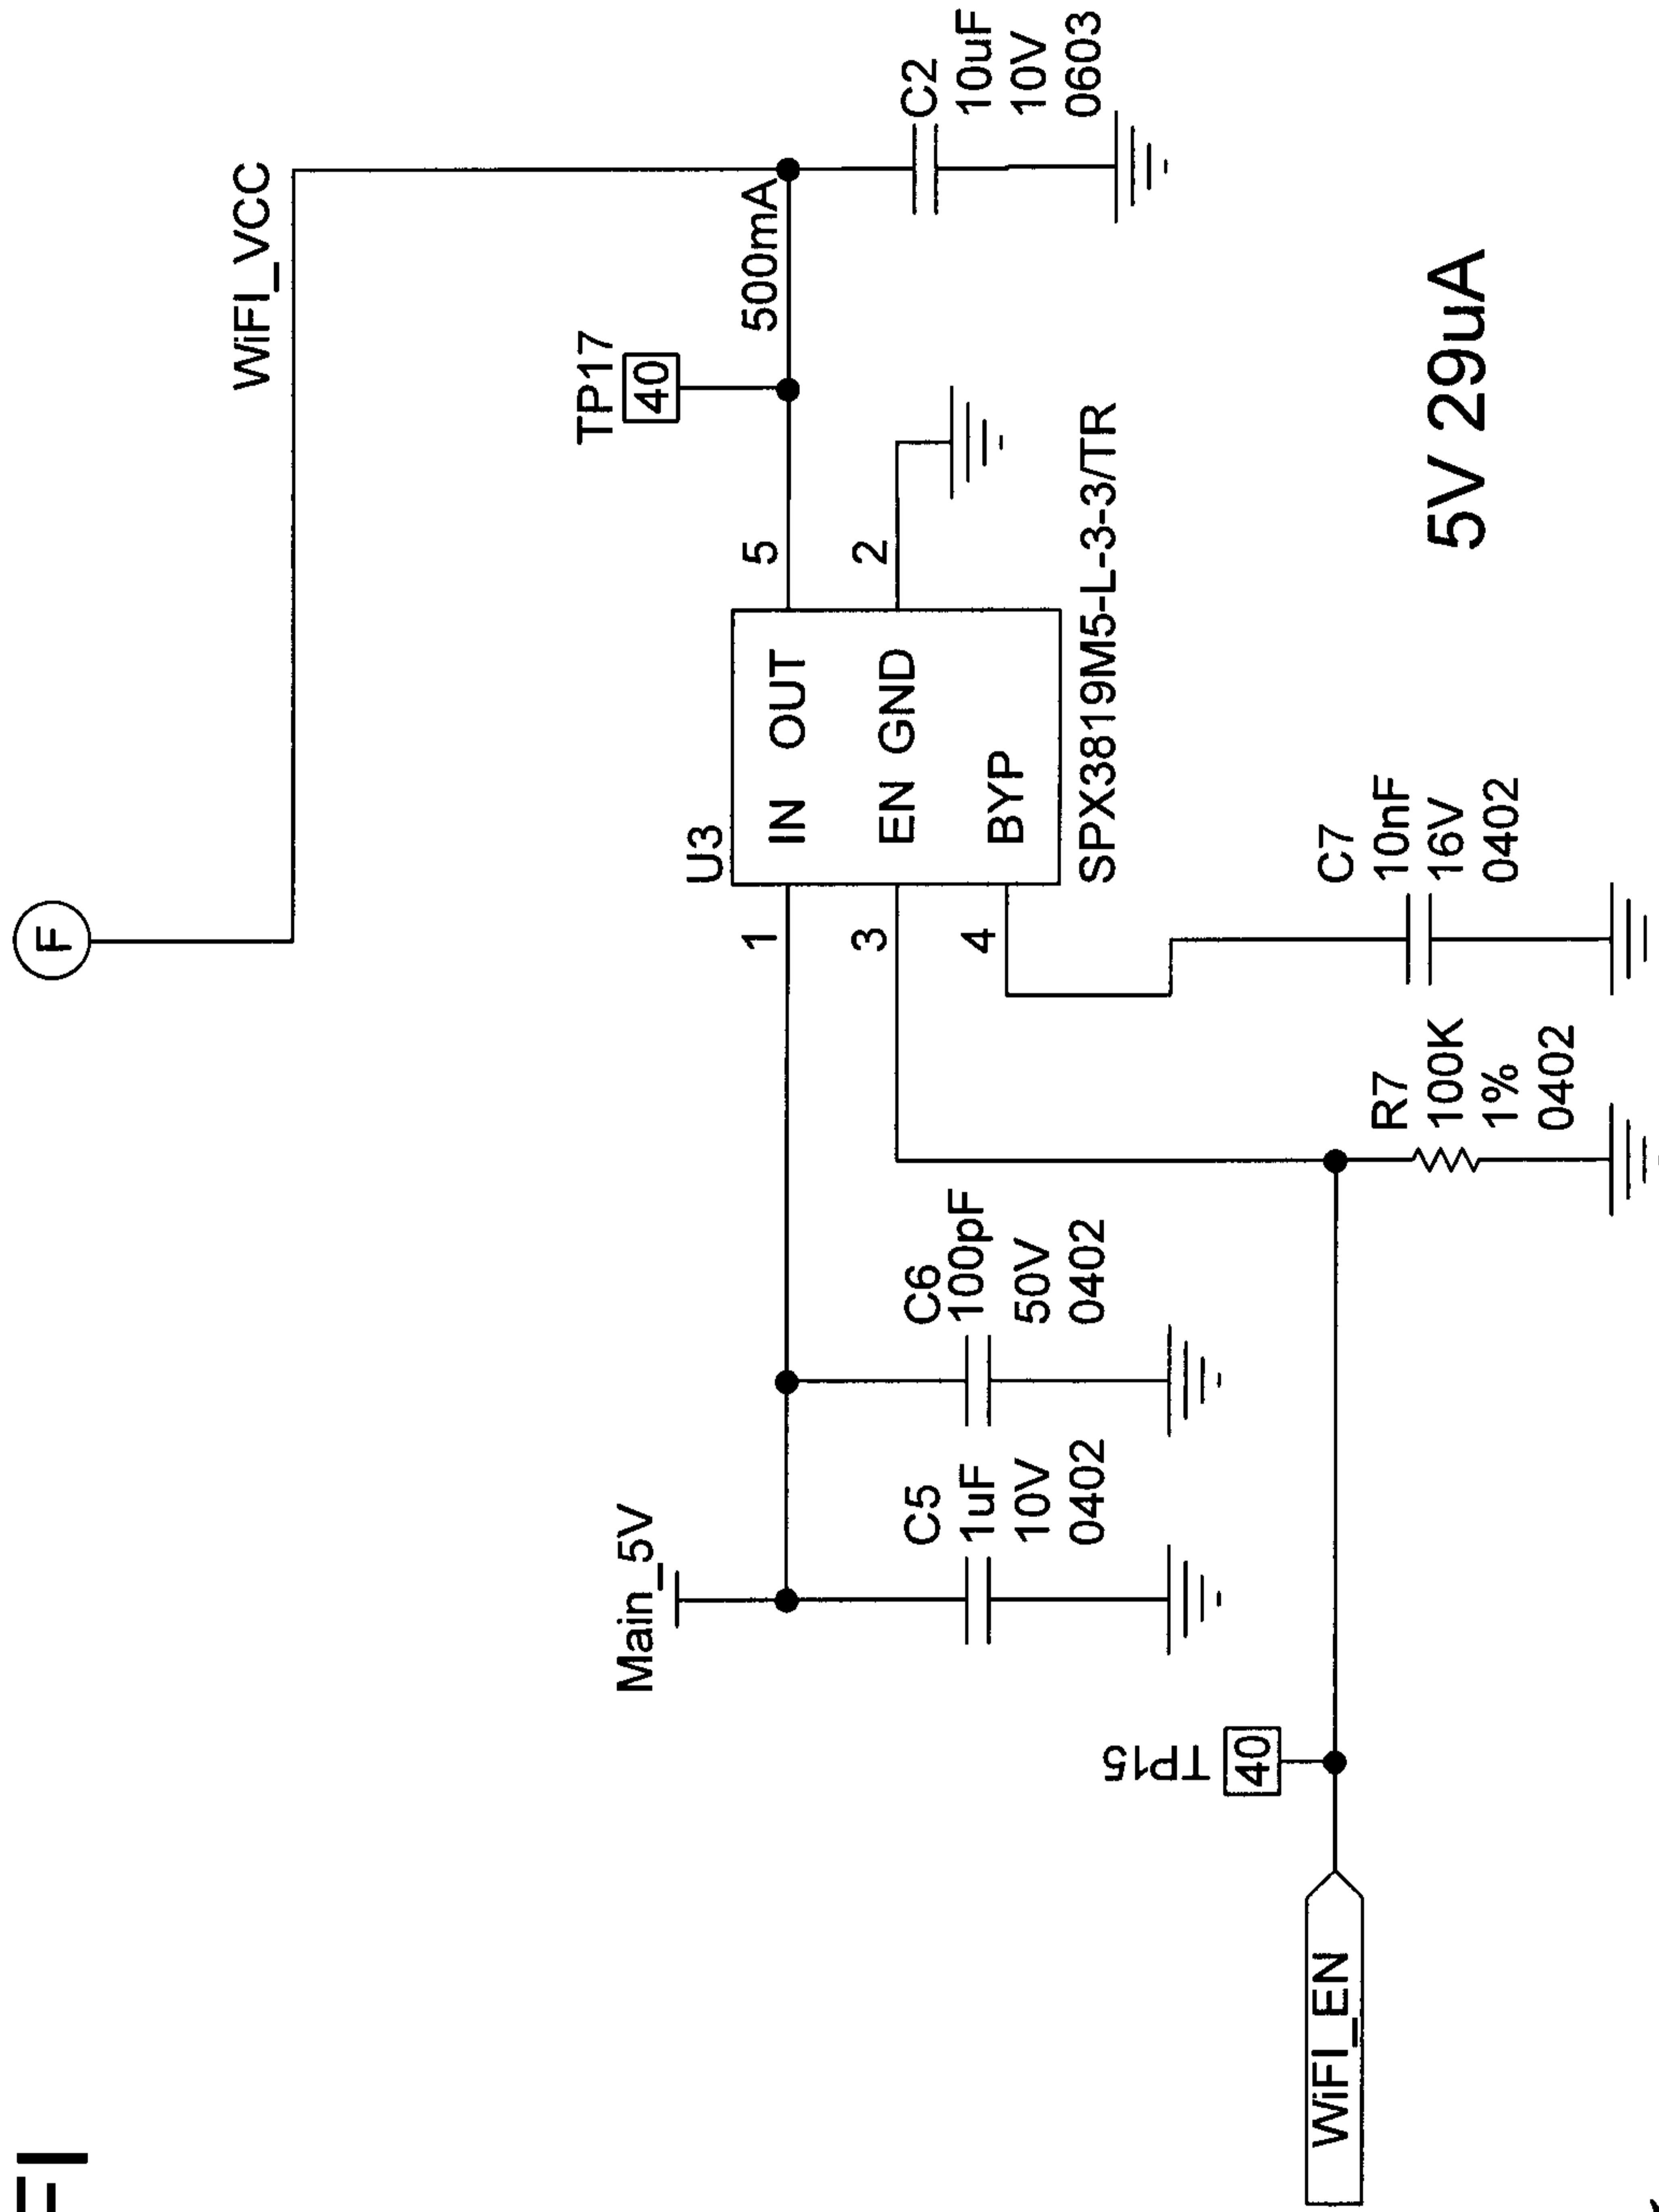 FI
F
WiFI_VCC
Main_5V
C5
1uF
10V
0402
C6
100pF
50V
0402
U3
1
3
4
IN OUT
EN GND
BYP
5
2
SPX3819M5-L-3-3/TR
TP17
40
500mA
C2
10uF
10V
0603
TP15
40
WiFI_EN
R7
100K
1%
0402
C7
10nF
16V
0402
5V 29uA